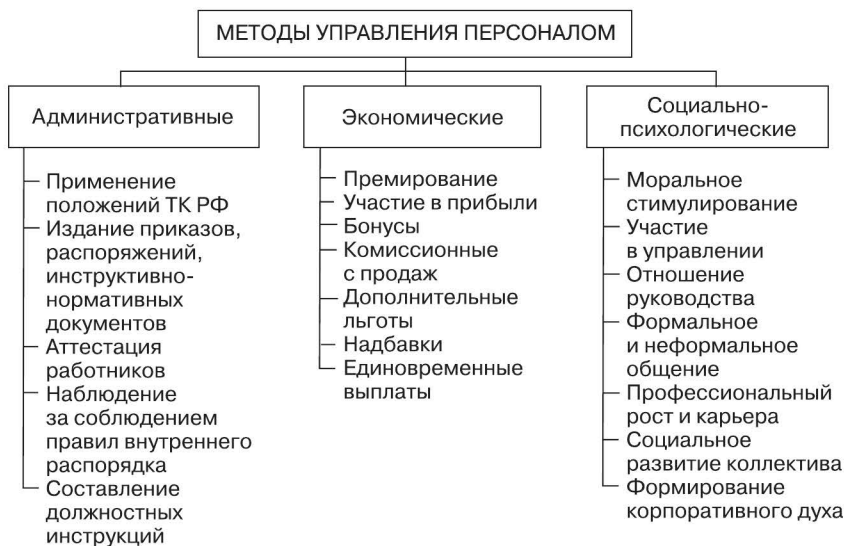 МЕТОДЫ УПРАВЛЕНИЯ ПЕРСОНАЛОМ
Административные
Применение
положений ТК РФ
Издание приказов,
распоряжений,
инструктивно-
нормативных
документов
Аттестация
работников
Наблюдение
за соблюдением
правил внутреннего
распорядка
Составление
должностных
инструкций
Экономические
Премирование
Участие в прибыли
Бонусы
Комиссионные
с продаж
Дополнительные
льготы
Надбавки
Единовременные
выплаты
Социально-
психологические
Моральное
стимулирование
Участие
в управлении
Отношение
руководства
Формальное
и неформальное
общение
Профессиональный
рост и карьера
Социальное
развитие коллектива
Формирование
корпоративного духа